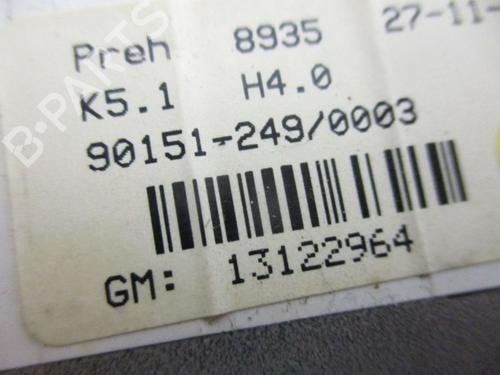 Preh 8935 27-11-
K5.1 H4.0
90151-249/0003
GM: 13122964
B-PARTS